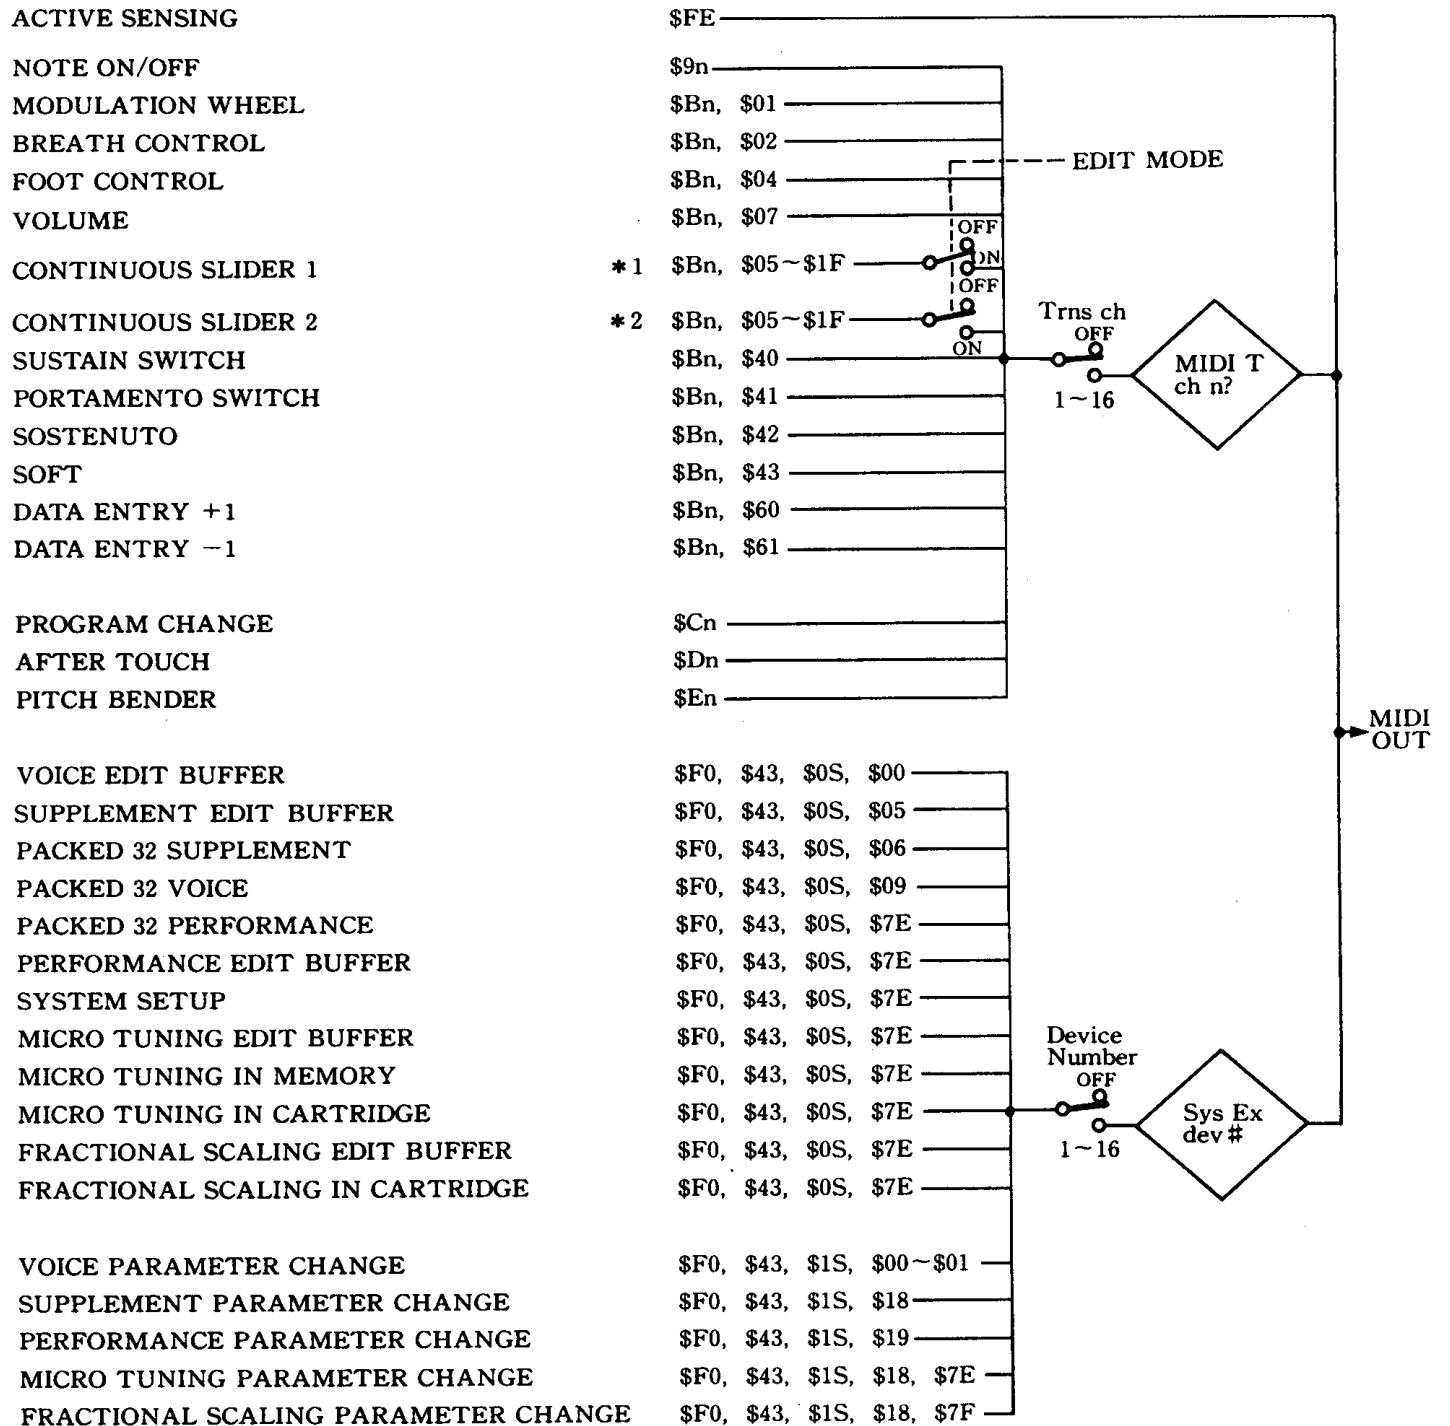 ACTIVE SENSING $FE
NOTE ON/OFF $9n
MODULATION WHEEL $Bn, $01
BREATH CONTROL $Bn, $02
EDIT MODE
FOOT CONTROL $Bn, $04
VOLUME $Bn, $07
OFF
CONTINUOUS SLIDER 1 *1 $Bn, $05~$1F
ON
OFF
CONTINUOUS SLIDER 2 *2 $Bn, $05~$1F
ON
Trns ch
OFF
1~16
MIDI T
ch n?
SUSTAIN SWITCH $Bn, $40
PORTAMENTO SWITCH $Bn, $41
SOSTENUTO $Bn, $42
SOFT $Bn, $43
DATA ENTRY +1 $Bn, $60
DATA ENTRY −1 $Bn, $61
PROGRAM CHANGE $Cn
AFTER TOUCH $Dn
PITCH BENDER $En
MIDI
OUT
VOICE EDIT BUFFER $F0, $43, $0S, $00
SUPPLEMENT EDIT BUFFER $F0, $43, $0S, $05
PACKED 32 SUPPLEMENT $F0, $43, $0S, $06
PACKED 32 VOICE $F0, $43, $0S, $09
PACKED 32 PERFORMANCE $F0, $43, $0S, $7E
PERFORMANCE EDIT BUFFER $F0, $43, $0S, $7E
SYSTEM SETUP $F0, $43, $0S, $7E
MICRO TUNING EDIT BUFFER $F0, $43, $0S, $7E
MICRO TUNING IN MEMORY $F0, $43, $0S, $7E
MICRO TUNING IN CARTRIDGE $F0, $43, $0S, $7E
FRACTIONAL SCALING EDIT BUFFER $F0, $43, $0S, $7E
FRACTIONAL SCALING IN CARTRIDGE $F0, $43, $0S, $7E
Device
Number
OFF
1~16
Sys Ex
dev#
VOICE PARAMETER CHANGE $F0, $43, $1S, $00~$01
SUPPLEMENT PARAMETER CHANGE $F0, $43, $1S, $18
PERFORMANCE PARAMETER CHANGE $F0, $43, $1S, $19
MICRO TUNING PARAMETER CHANGE $F0, $43, $1S, $18, $7E
FRACTIONAL SCALING PARAMETER CHANGE $F0, $43, $1S, $18, $7F